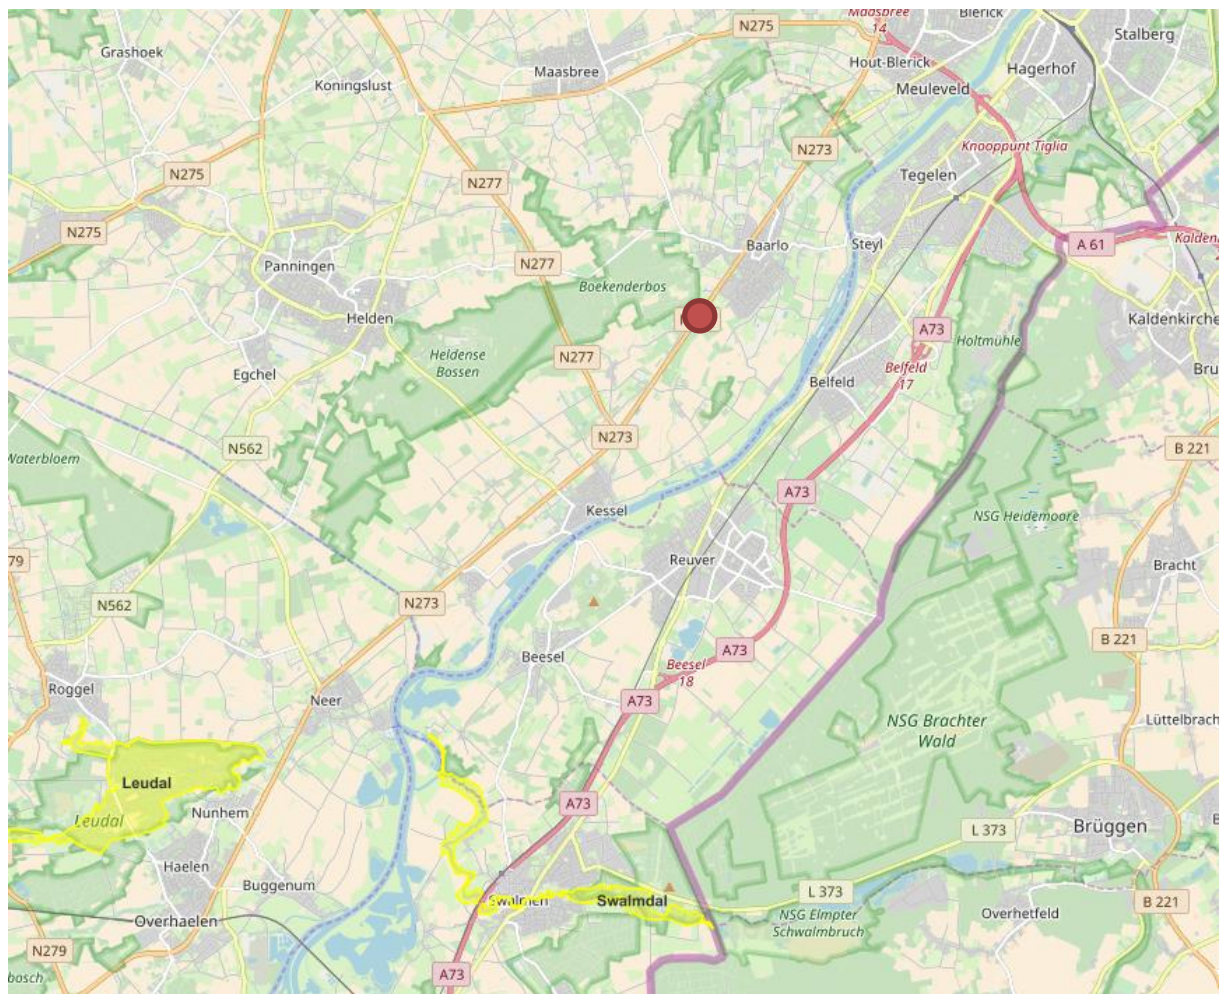 Maasbree
14
Blerick
N275
Stalberg
Grashoek
Hout-Blerick
Hagerhof
Maasbree
Koningslust
Meuleveld
Knooppunt Tiglia
N273
N275
Tegelen
N277
N275
Baarlo
Steyl
A 61
Panningen
N277
Boekenderbos
Helden
Kaldenkirche
A73
Holtmühle
Heldense
Bossen
N277
Belfeld
17
Egchel
Belfeld
Bru
N273
N562
B 221
Waterbloem
A73
Kessel
NSG Heidemoore
79
Reuver
Bracht
N562
N273
B 221
Beesel
A73
Beesel
18
Roggel
Neer
A73
NSG Brachter
Wald
Lüttelbrach
Leudal
A73
Leudal
Nunhem
L 373
Brüggen
Haelen
Buggenum
Swalmen
Swalmdal
L 373
B 221
Overhaelen
NSG Elmpter
Schwalmbruch
Overhetfeld
N279
A73
bosch